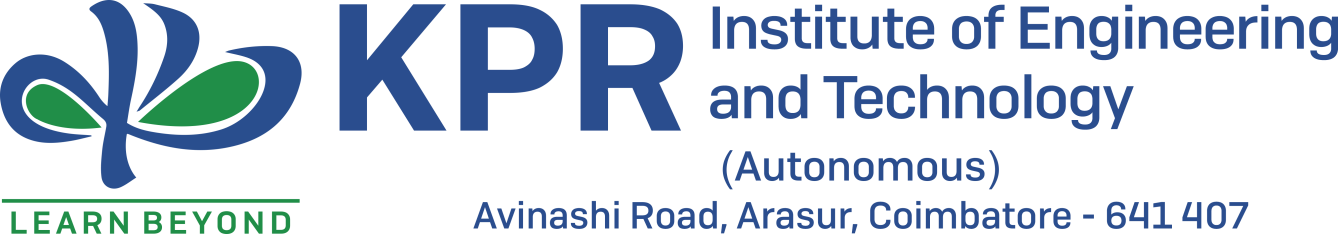 KPR Institute of Engineering
and Technology
(Autonomous)
Avinashi Road, Arasur, Coimbatore - 641 407
LEARN BEYOND